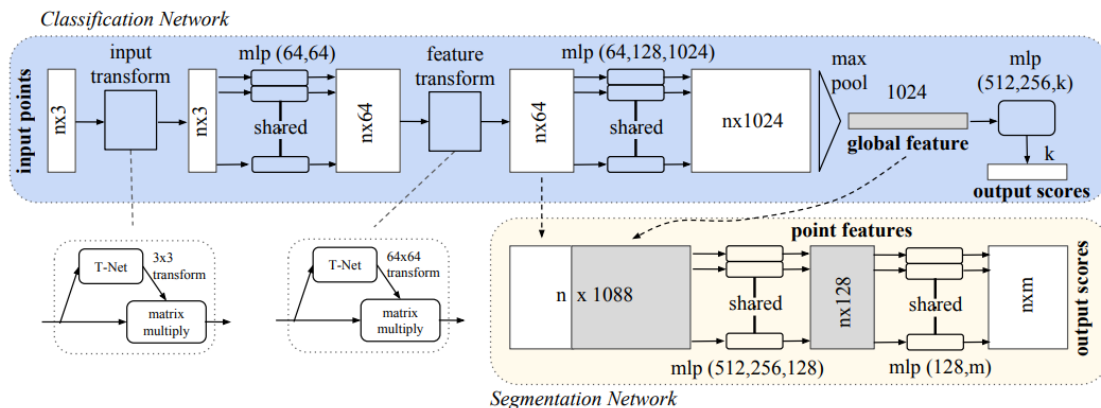 Classification Network
input points
nx3
input
transform
nx3
mlp (64,64)
shared
nx64
feature
transform
nx64
mlp (64,128,1024)
shared
nx1024
max
pool
1024
global feature
mlp
(512,256,k)
k
output scores
T-Net
3x3
transform
matrix
multiply
T-Net
64x64
transform
matrix
multiply
point features
n x 1088
shared
mlp (512,256,128)
nx128
shared
mlp (128,m)
nxm
output scores
Segmentation Network